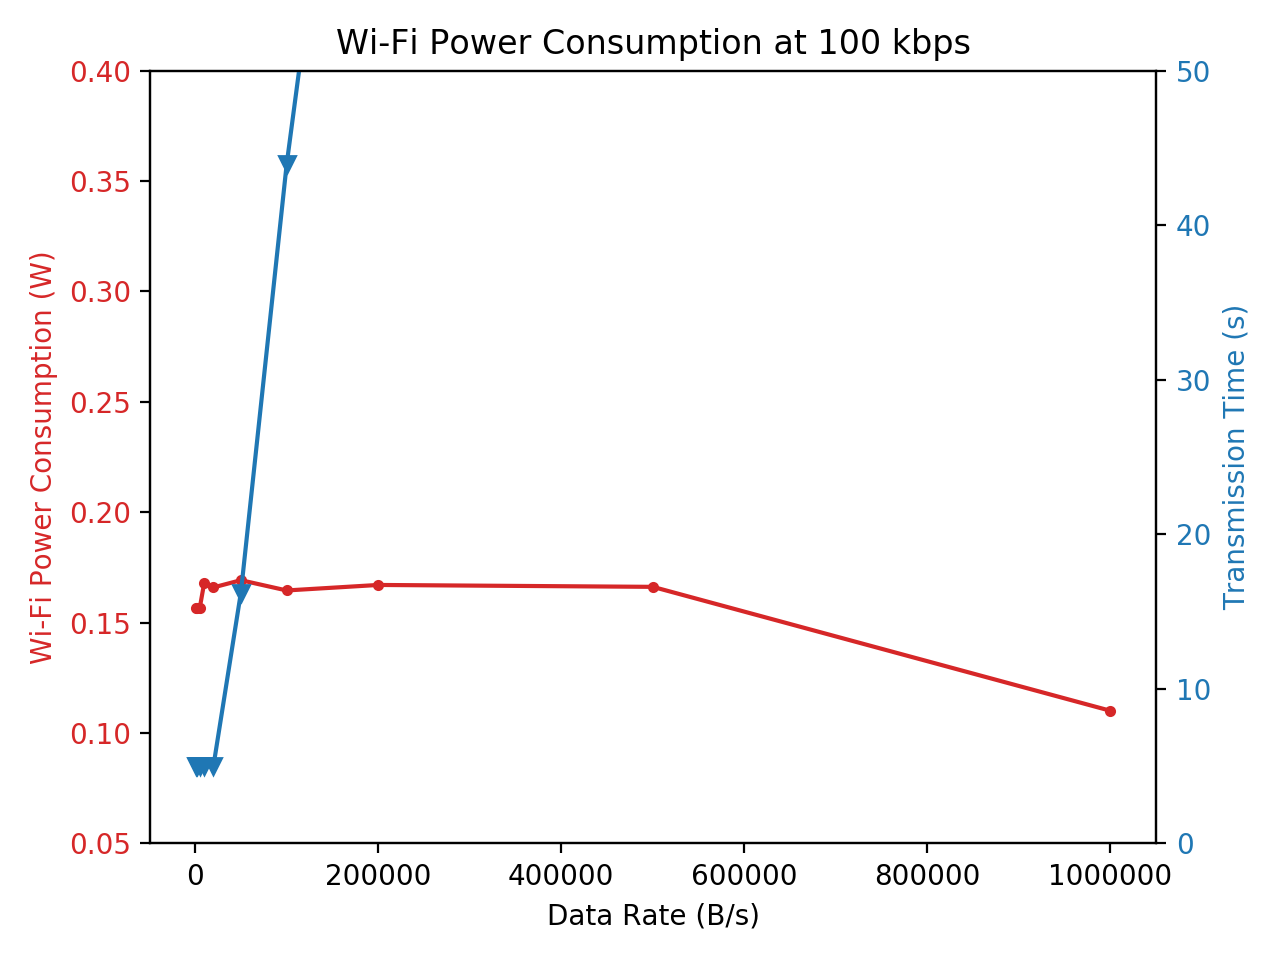 Wi-Fi Power Consumption at 100 kbps
0.40
0.35
0.30
0.25
0.20
0.15
0.10
0.05
Wi-Fi Power Consumption (W)
50
40
30
20
10
0
Transmission Time (s)
0 200000 400000 600000 800000 1000000
Data Rate (B/s)